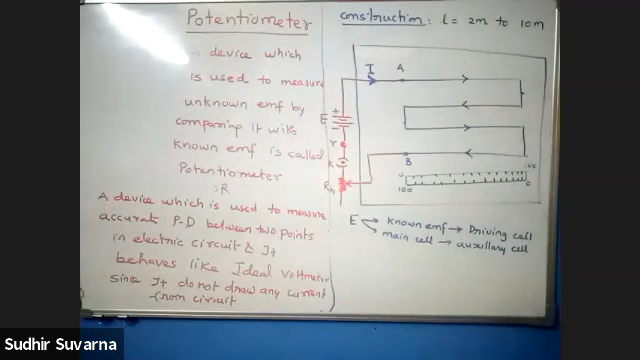 Potentiometer
A device which
is used to measure
unknown emf by
comparing it with
known emf is called
Potentiometer
OR
A device which is used to measure
accurate P.D between two points
in electric circuit & It
behaves like Ideal Voltmeter
since It do not draw any current
from circuit
Construction : l = 2m to 10m
I A
E + -
r
K
Rh
B
0 100
100 0
E → known emf → Driving cell
→ main cell → auxillary cell
Sudhir Suvarna